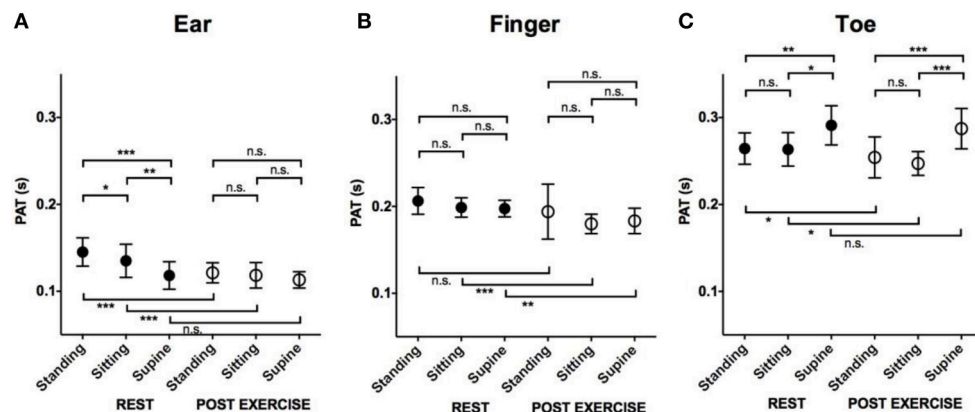 A Ear
PAT (s)
0.3
0.2
0.1
*** n.s.
**
* n.s. n.s.
***
***
n.s.
Standing Sitting Supine Standing Sitting Supine
REST POST EXERCISE
B Finger
PAT (s)
0.3
0.2
0.1
n.s.
n.s. n.s.
n.s. n.s.
n.s.
n.s.
***
**
Standing Sitting Supine Standing Sitting Supine
REST POST EXERCISE
C Toe
PAT (s)
0.3
0.2
0.1
** ***
* ***
n.s. n.s.
*
*
n.s.
Standing Sitting Supine Standing Sitting Supine
REST POST EXERCISE